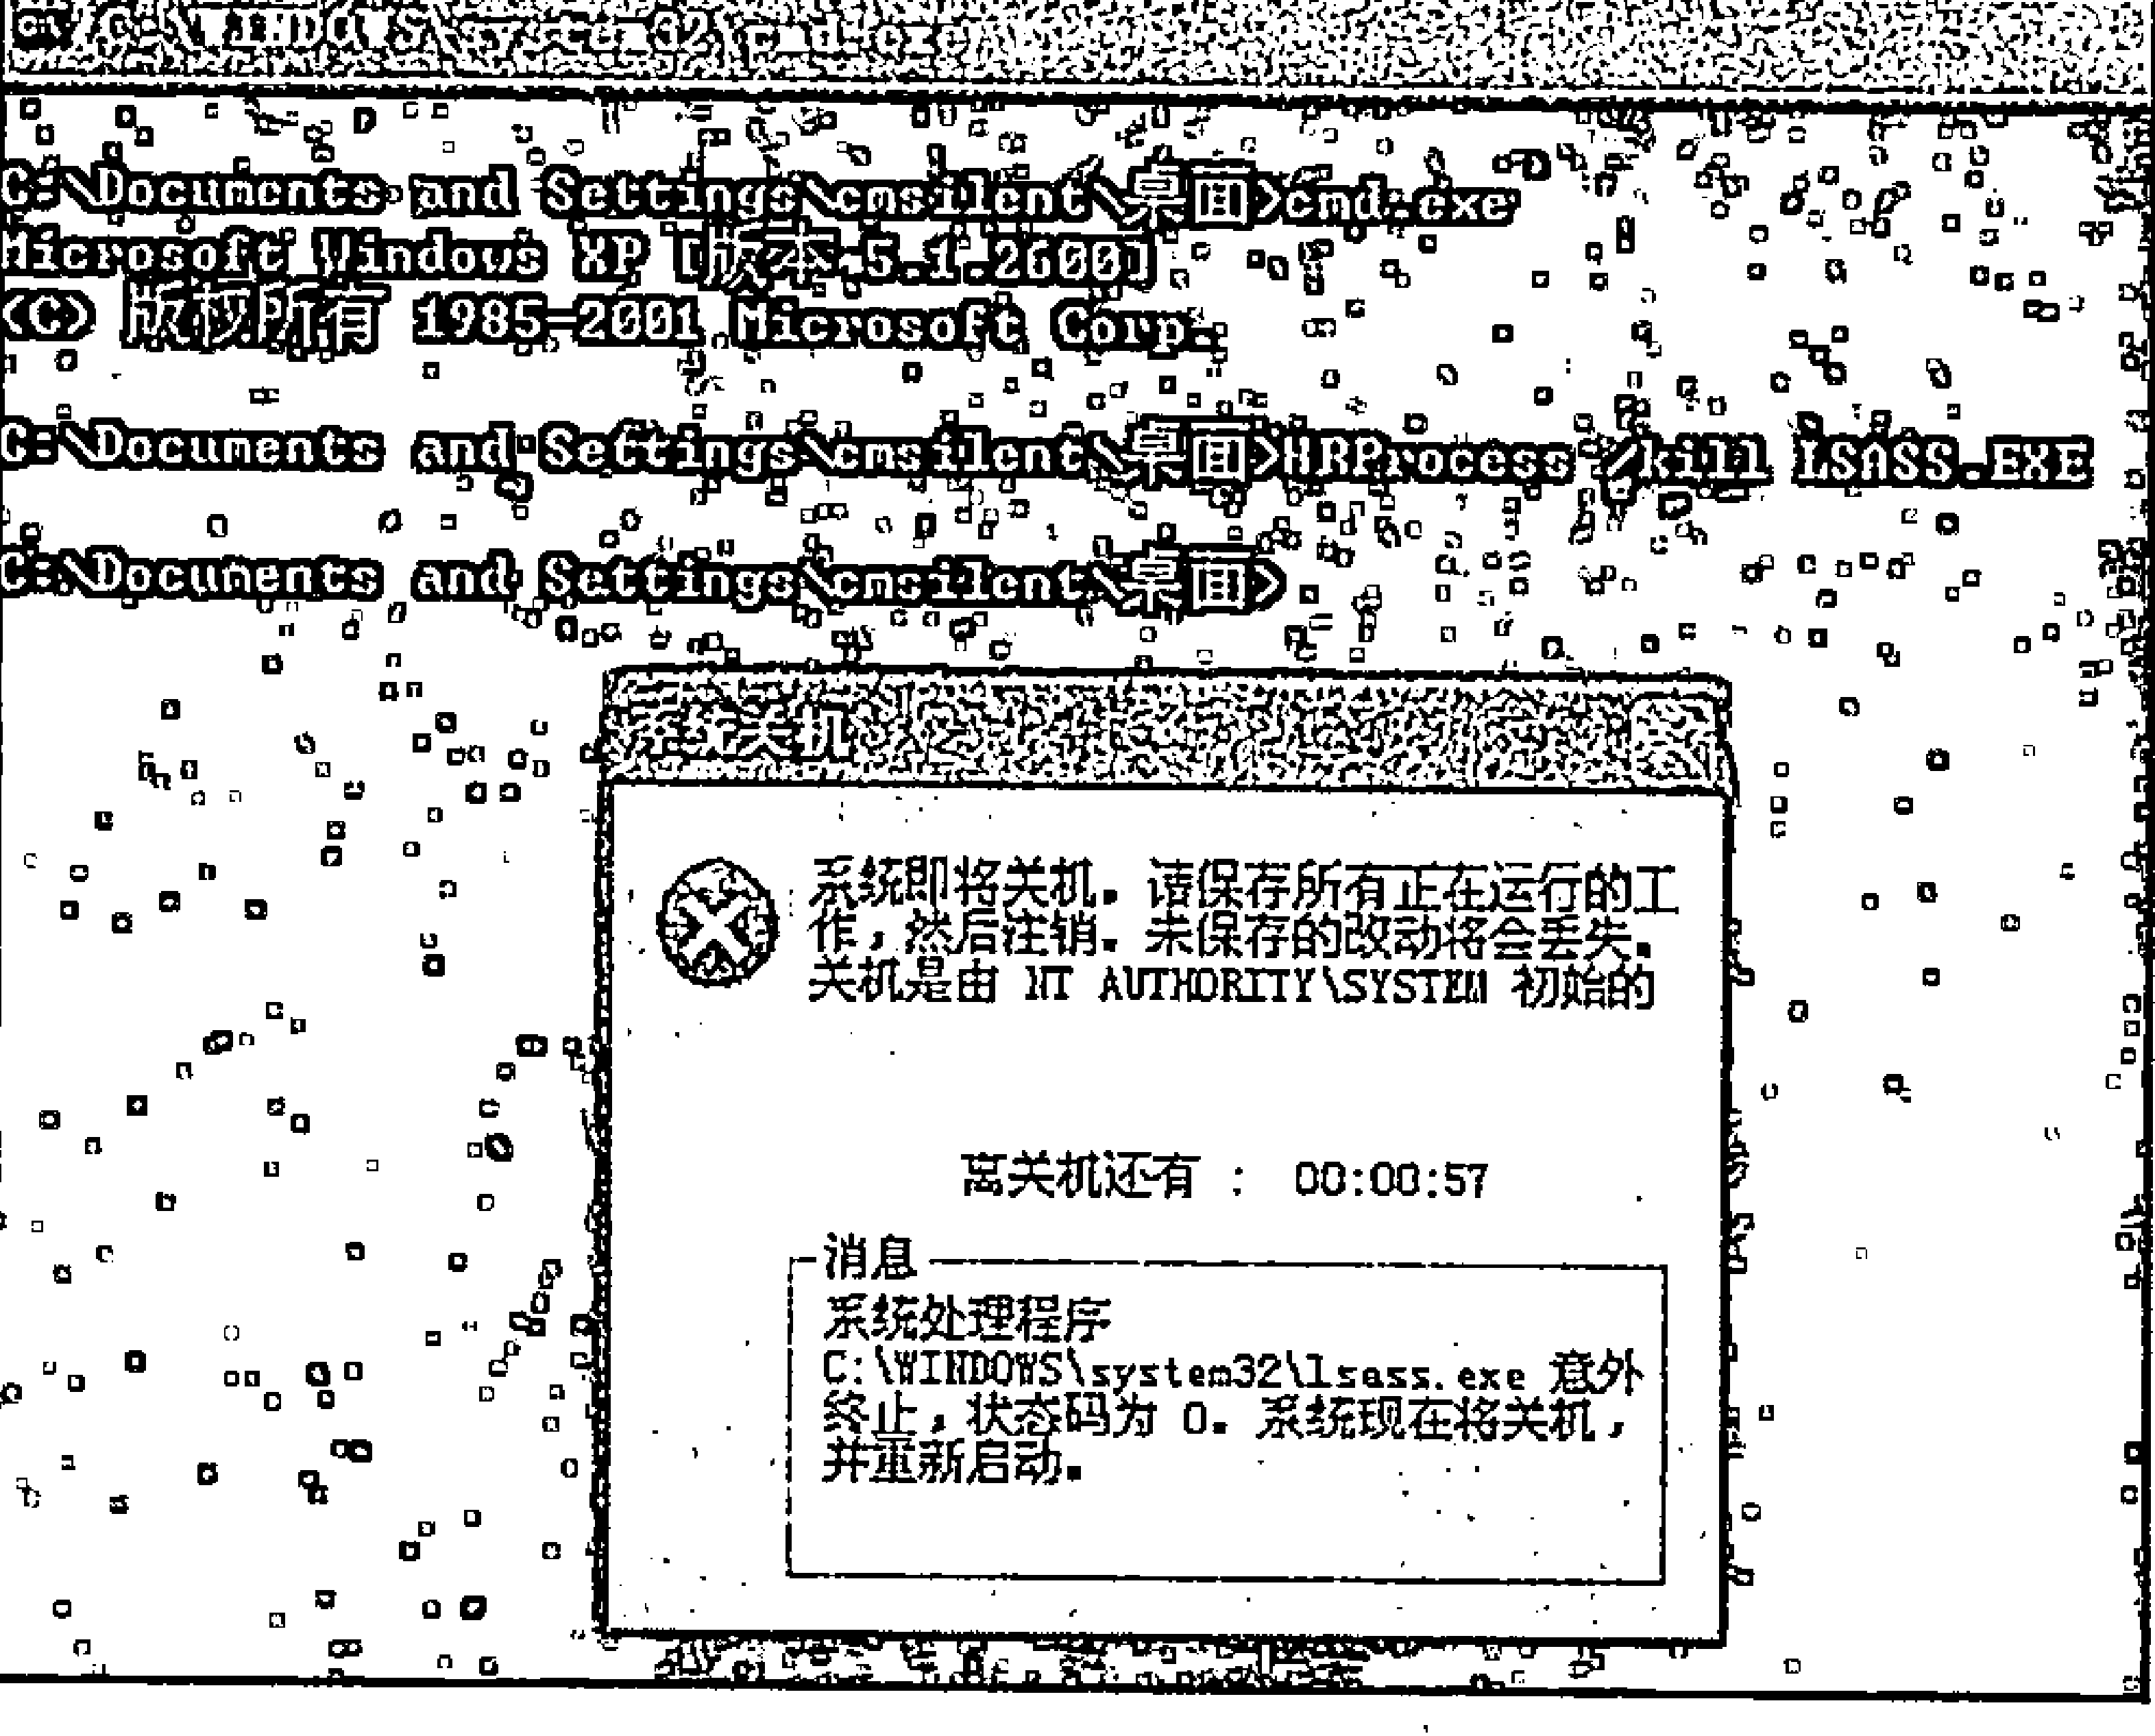 C:\WINDOWS\system32\cmd.exe
C:\Documents and Settings\cmsilent\桌面>cmd.exe
Microsoft Windows XP [版本 5.1.2600]
(C) 版权所有 1985-2001 Microsoft Corp.
C:\Documents and Settings\cmsilent\桌面>HRProcess /kill LSASS.EXE
C:\Documents and Settings\cmsilent\桌面>
系统关机
系统即将关机。请保存所有正在运行的工
作，然后注销。未保存的改动将会丢失。
关机是由 NT AUTHORITY\SYSTEM 初始的
离关机还有 : 00:00:57
消息
系统处理程序
C:\WINDOWS\system32\lsass.exe 意外
终止，状态码为 0。系统现在将关机，
并重新启动。